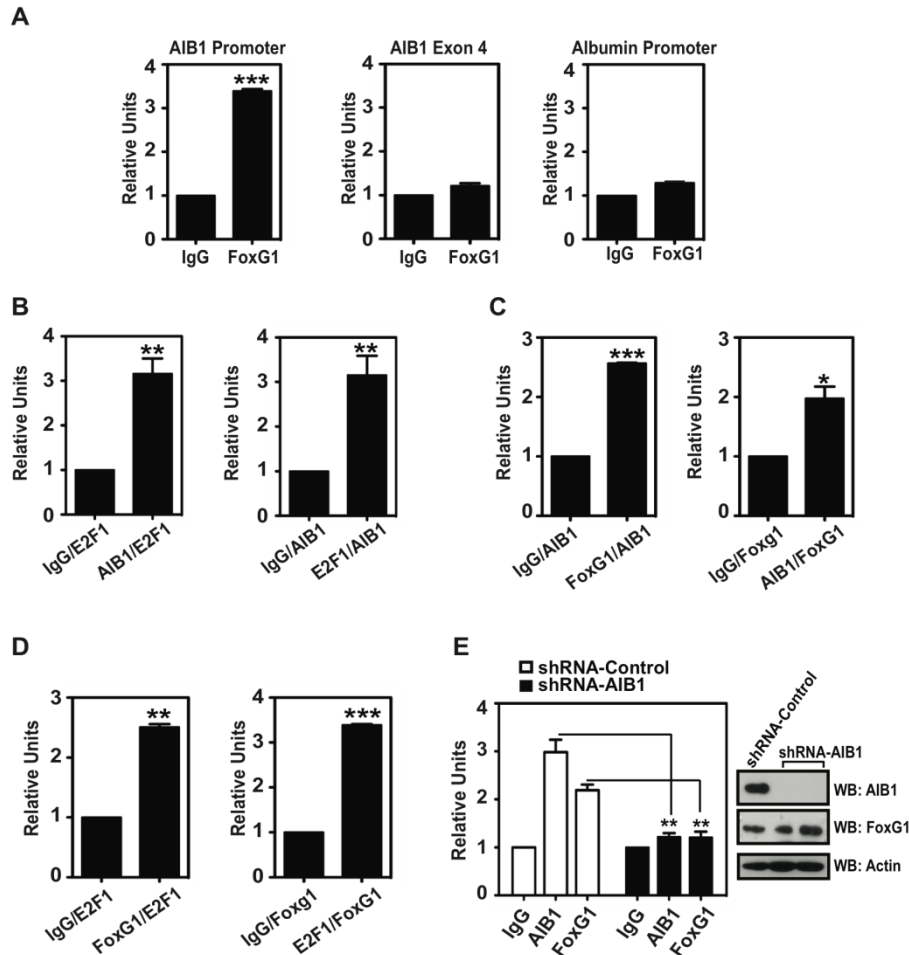 A
AIB1 Promoter
Relative Units
4
3
2
1
0
***
IgG
FoxG1
AIB1 Exon 4
Relative Units
4
3
2
1
0
IgG
FoxG1
Albumin Promoter
Relative Units
4
3
2
1
0
IgG
FoxG1
B
Relative Units
4
3
2
1
0
**
IgG/E2F1
AIB1/E2F1
Relative Units
4
3
2
1
0
**
IgG/AIB1
E2F1/AIB1
C
Relative Units
3
2
1
0
***
IgG/AIB1
FoxG1/AIB1
Relative Units
3
2
1
0
*
IgG/Foxg1
AIB1/FoxG1
D
Relative Units
3
2
1
0
**
IgG/E2F1
FoxG1/E2F1
Relative Units
4
3
2
1
0
***
IgG/Foxg1
E2F1/FoxG1
E
shRNA-Control
shRNA-AIB1
Relative Units
4
3
2
1
0
** **
IgG
AIB1
FoxG1
IgG
AIB1
FoxG1
shRNA-Control
shRNA-AIB1
WB: AIB1
WB: FoxG1
WB: Actin